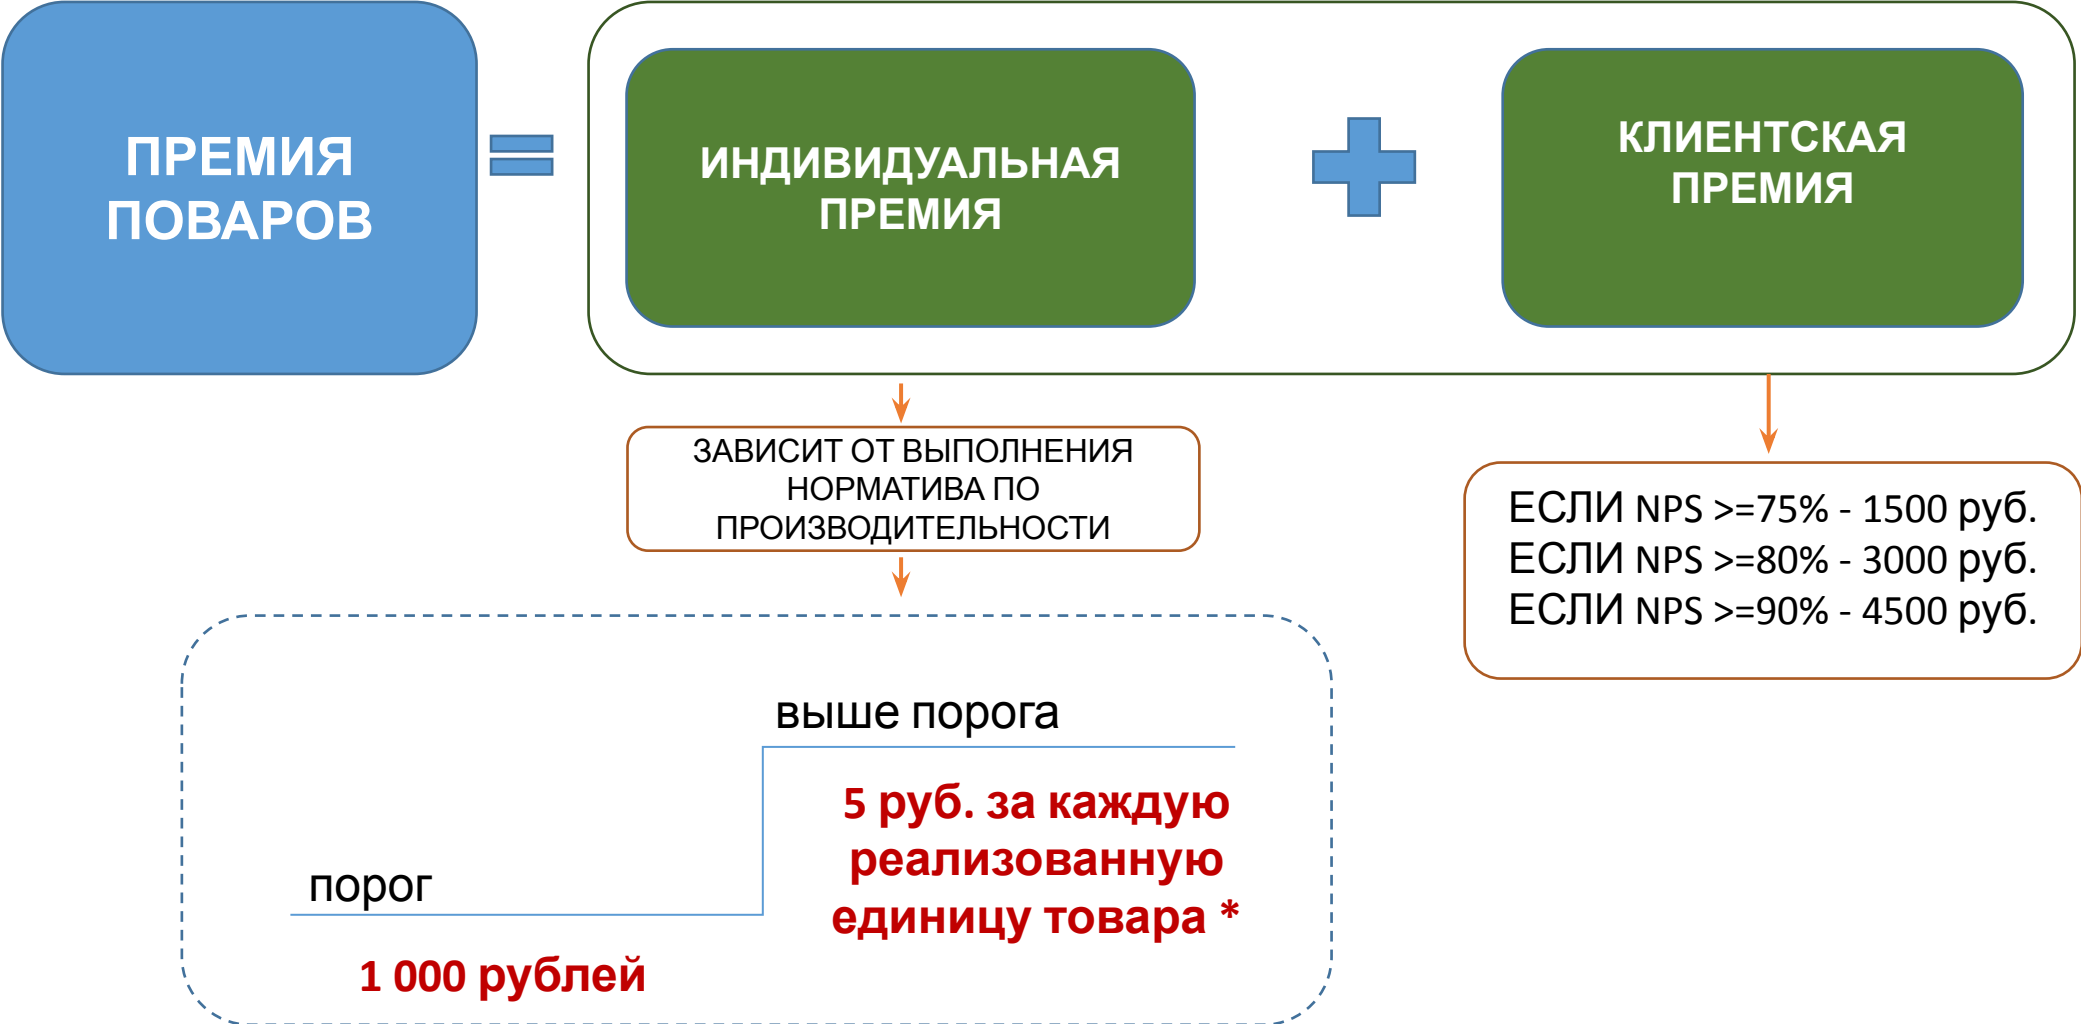 ПРЕМИЯ
ПОВАРОВ
ИНДИВИДУАЛЬНАЯ
ПРЕМИЯ
КЛИЕНТСКАЯ
ПРЕМИЯ
ЗАВИСИТ ОТ ВЫПОЛНЕНИЯ
НОРМАТИВА ПО
ПРОИЗВОДИТЕЛЬНОСТИ
ЕСЛИ NPS >=75% - 1500 руб.
ЕСЛИ NPS >=80% - 3000 руб.
ЕСЛИ NPS >=90% - 4500 руб.
порог
1 000 рублей
выше порога
5 руб. за каждую
реализованную
единицу товара *